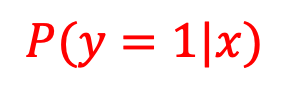 P(y = 1|x)